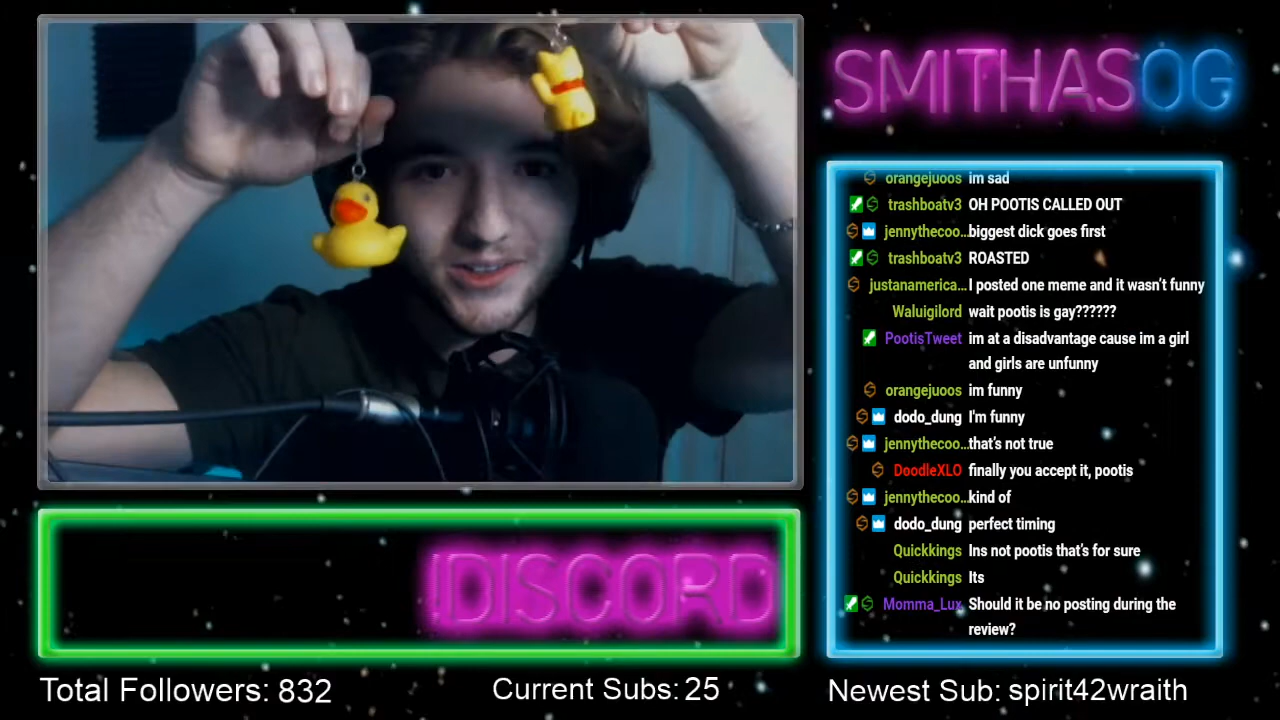 SMITHASOG
orangejuoos im sad
trashboatv3 OH POOTIS CALLED OUT
jennythecoo... biggest dick goes first
trashboatv3 ROASTED
justanamerica... I posted one meme and it wasn't funny
Waluigilord wait pootis is gay??????
PootisTweet im at a disadvantage cause im a girl
and girls are unfunny
orangejuoos im funny
dodo_dung I'm funny
jennythecoo... that's not true
DoodleXLO finally you accept it, pootis
jennythecoo... kind of
dodo_dung perfect timing
Quickkings Ins not pootis that's for sure
Quickkings Its
Momma_Lux Should it be no posting during the
review?
!DISCORD
Total Followers: 832
Current Subs: 25
Newest Sub: spirit42wraith